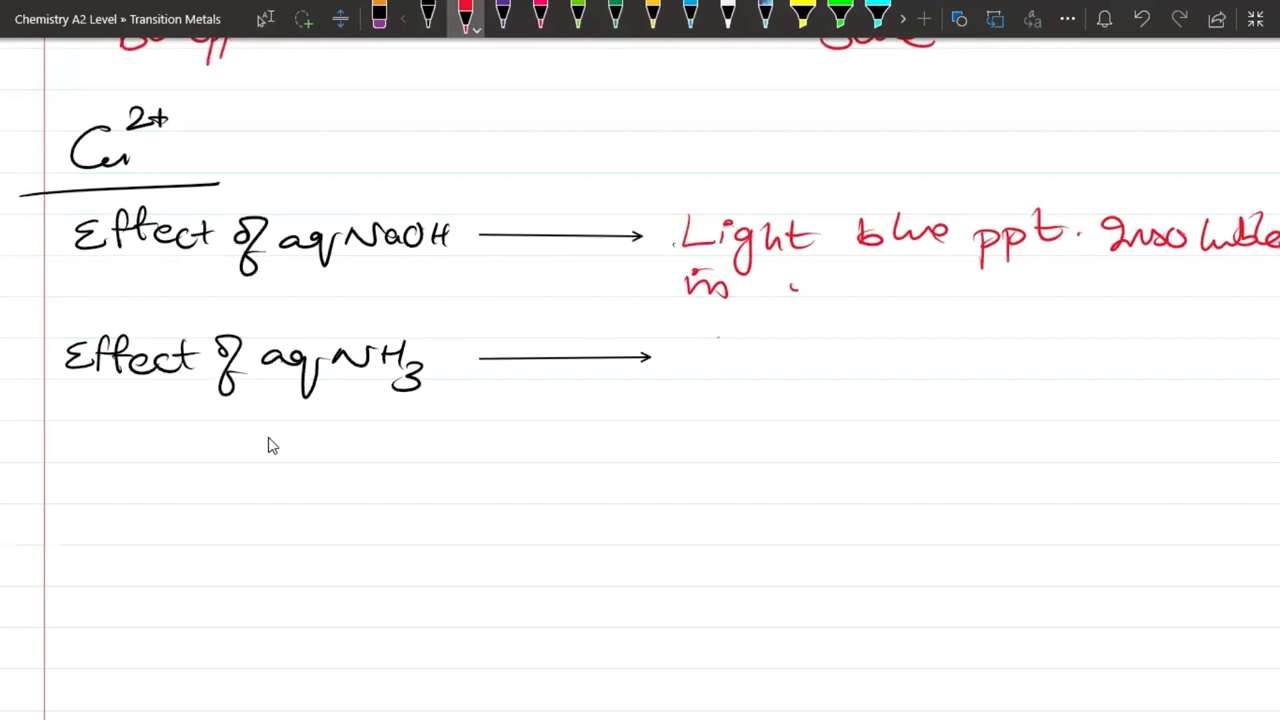 Chemistry A2 Level » Transition Metals
Cu2+
Effect of aq NaOH → Light blue ppt. Insoluble
in
Effect of aq NH3 →